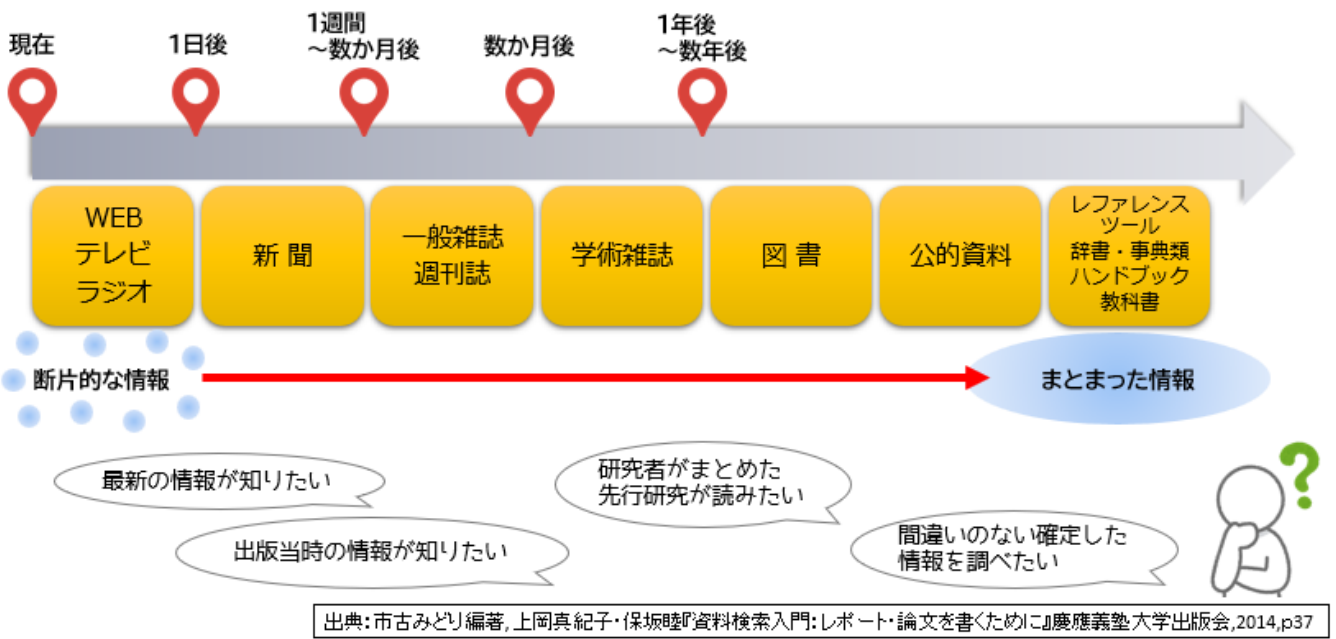 現在
1日後
1週間
～数か月後
数か月後
1年後
～数年後
WEB
テレビ
ラジオ
新聞
一般雑誌
週刊誌
学術雑誌
図書
公的資料
レファレンス
ツール
辞書・事典類
ハンドブック
教科書
断片的な情報
まとまった情報
最新の情報が知りたい
出版当時の情報が知りたい
研究者がまとめた
先行研究が読みたい
間違いのない確定した
情報を調べたい
?
出典：市古みどり編著，上岡真紀子・保坂睦『資料検索入門：レポート・論文を書くために』慶應義塾大学出版会，2014，p37